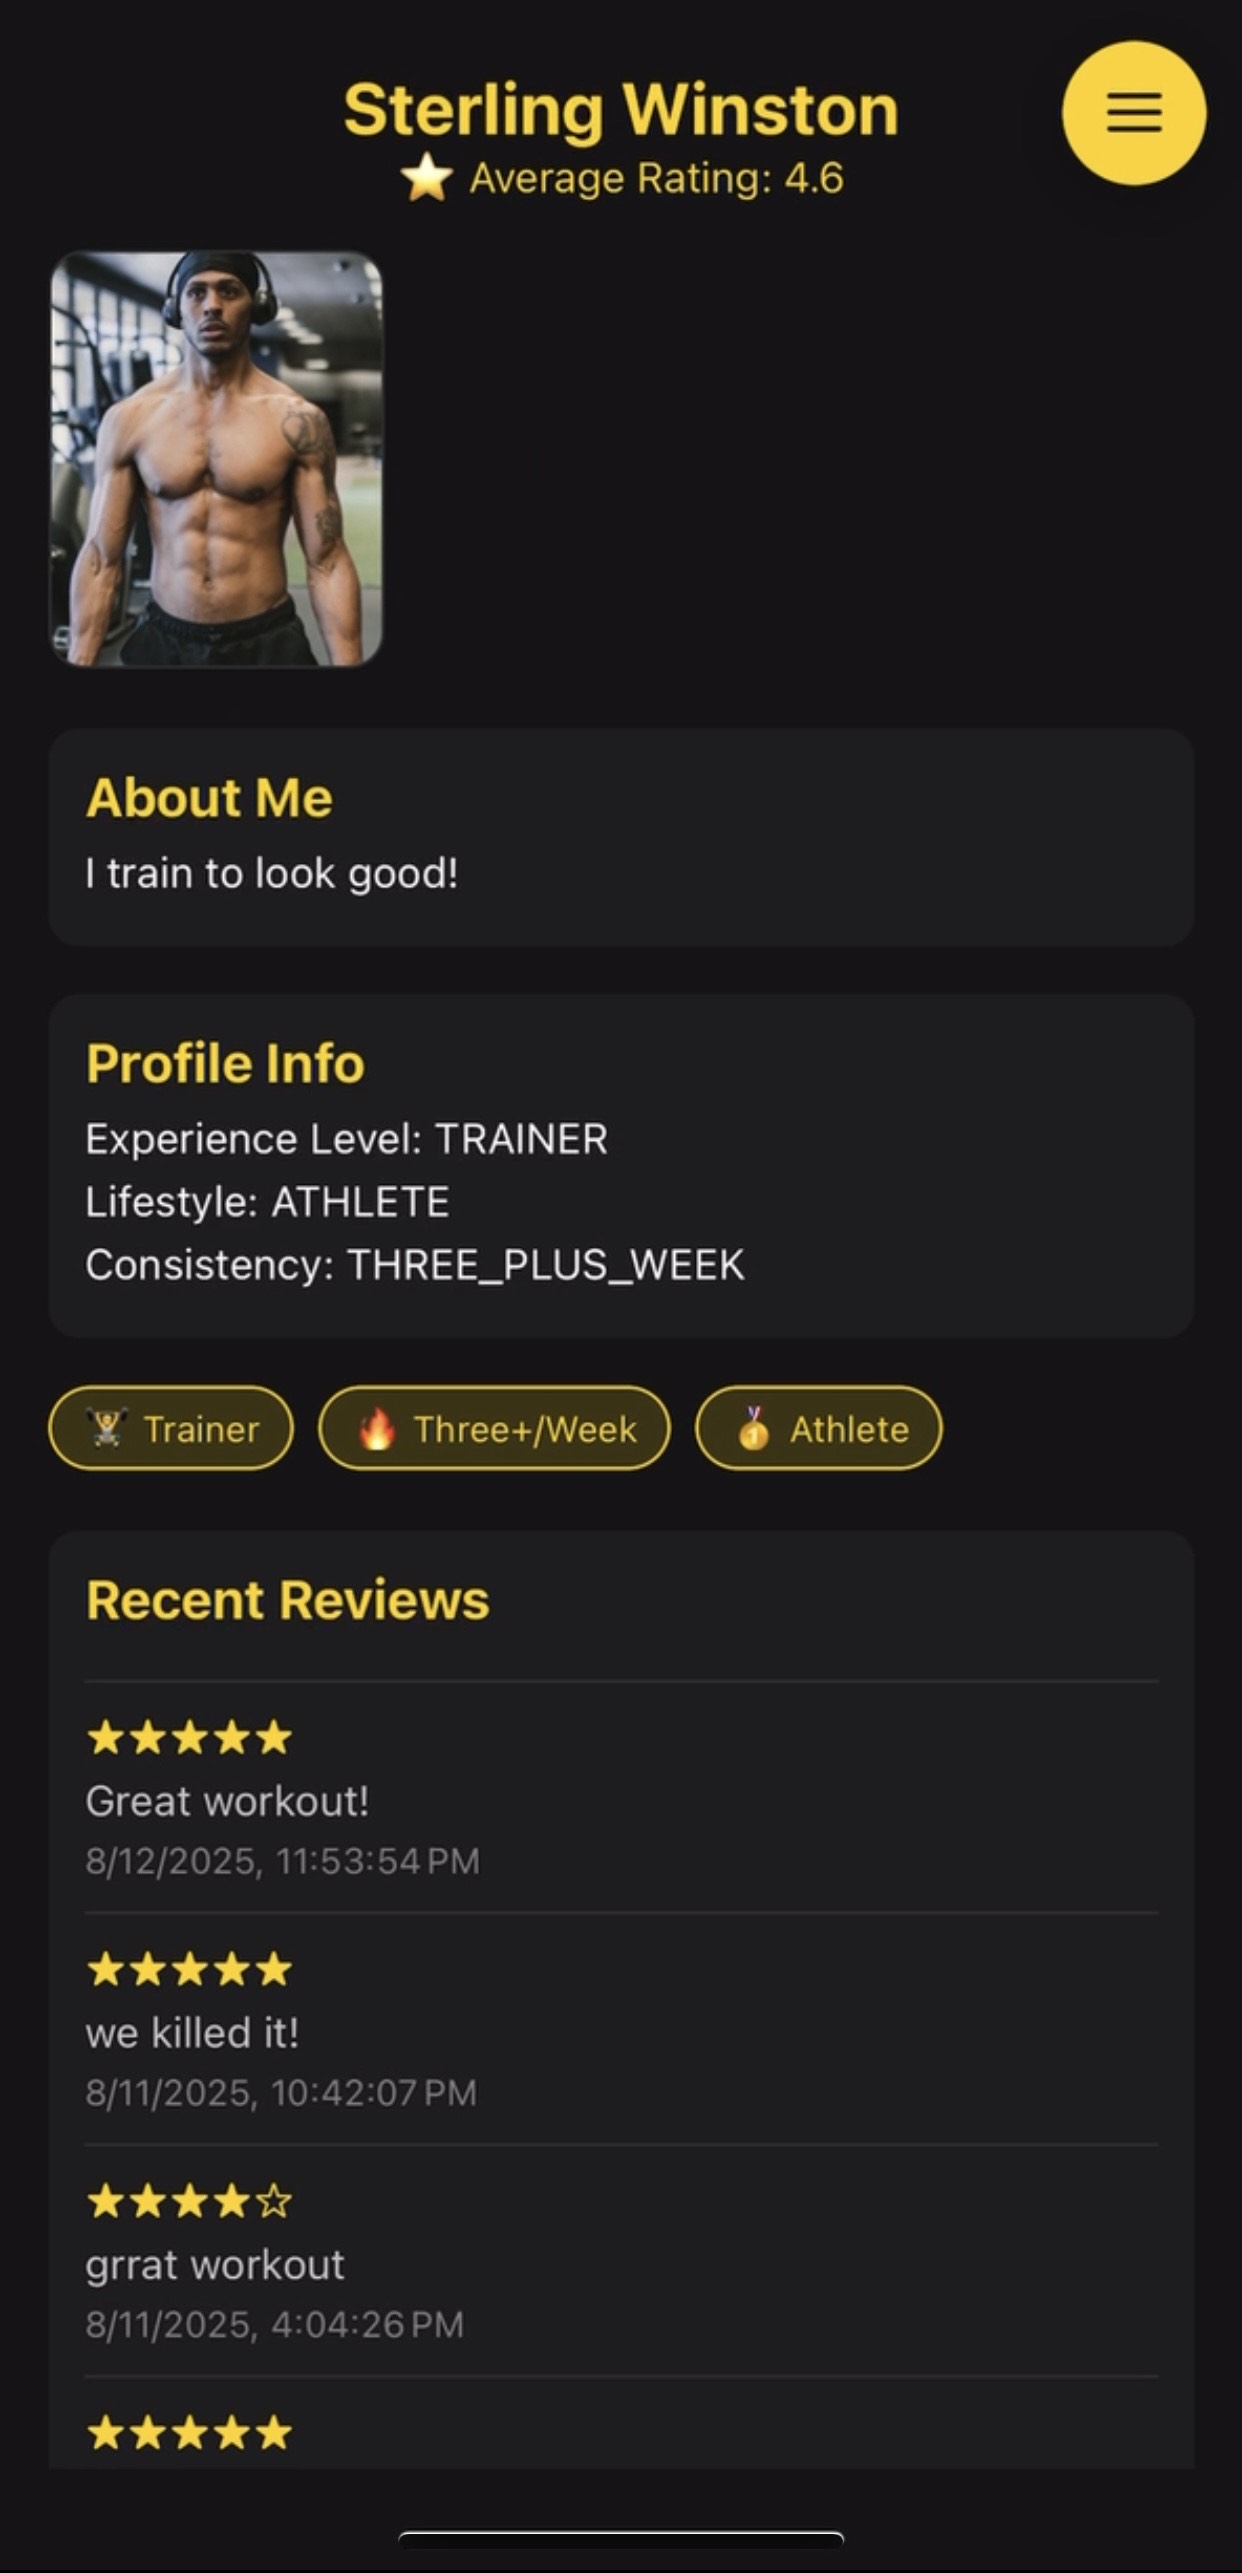 Sterling Winston
⭐ Average Rating: 4.6
About Me
I train to look good!
Profile Info
Experience Level: TRAINER
Lifestyle: ATHLETE
Consistency: THREE_PLUS_WEEK
🏋️ Trainer 🔥 Three+/Week 🏅 Athlete
Recent Reviews
★★★★★
Great workout!
8/12/2025, 11:53:54 PM
★★★★★
we killed it!
8/11/2025, 10:42:07 PM
★★★★☆
grrat workout
8/11/2025, 4:04:26 PM
★★★★★